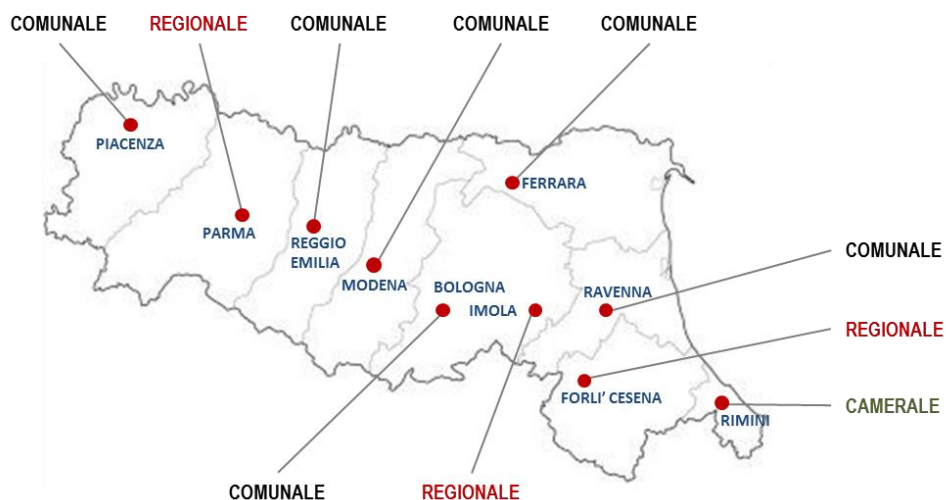 COMUNALE
REGIONALE
COMUNALE
COMUNALE
COMUNALE
PIACENZA
FERRARA
PARMA
REGGIO
EMILIA
MODENA
BOLOGNA
IMOLA
RAVENNA
COMUNALE
REGIONALE
FORLI’ CESENA
CAMERALE
RIMINI
COMUNALE
REGIONALE